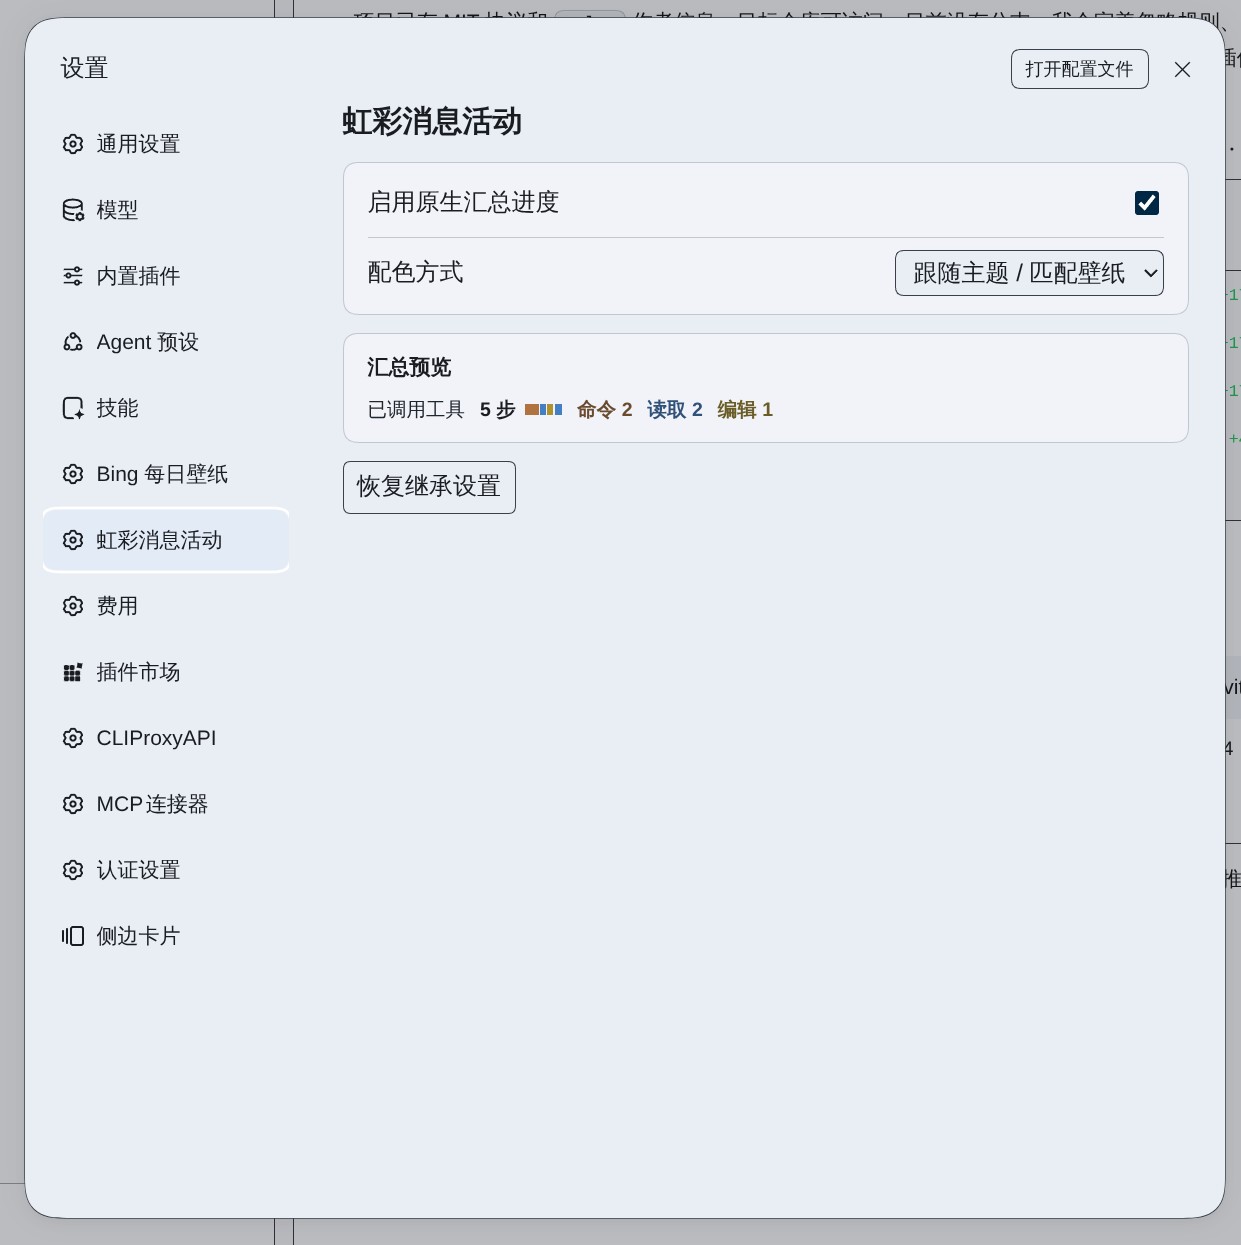 设置
打开配置文件
通用设置
模型
内置插件
Agent 预设
技能
Bing 每日壁纸
虹彩消息活动
费用
插件市场
CLIProxyAPI
MCP 连接器
认证设置
侧边卡片
虹彩消息活动
启用原生汇总进度
配色方式
跟随主题 / 匹配壁纸
汇总预览
已调用工具 5 步 命令 2 读取 2 编辑 1
恢复继承设置